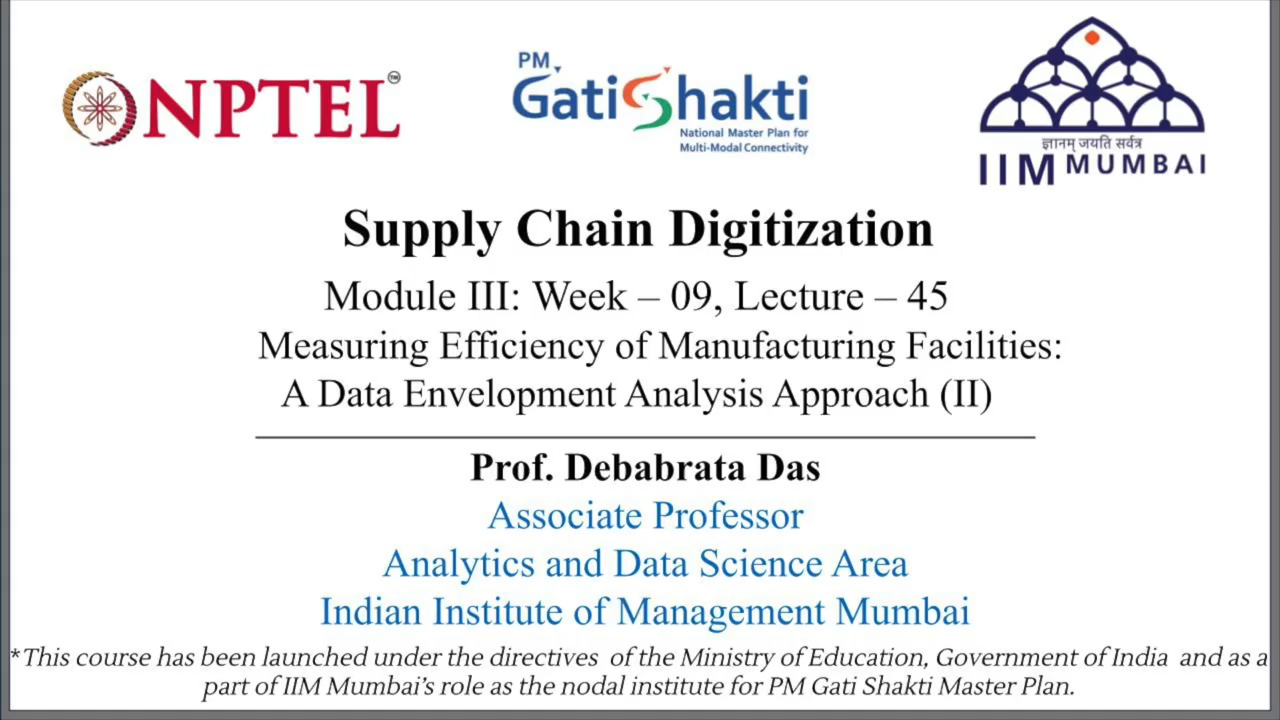 NPTEL™
PM
GatiShakti
National Master Plan for
Multi-Modal Connectivity
ज्ञानम् जयति सर्वत्र
IIM MUMBAI
Supply Chain Digitization
Module III: Week – 09, Lecture – 45
Measuring Efficiency of Manufacturing Facilities:
A Data Envelopment Analysis Approach (II)
Prof. Debabrata Das
Associate Professor
Analytics and Data Science Area
Indian Institute of Management Mumbai
*This course has been launched under the directives of the Ministry of Education, Government of India and as a
part of IIM Mumbai's role as the nodal institute for PM Gati Shakti Master Plan.